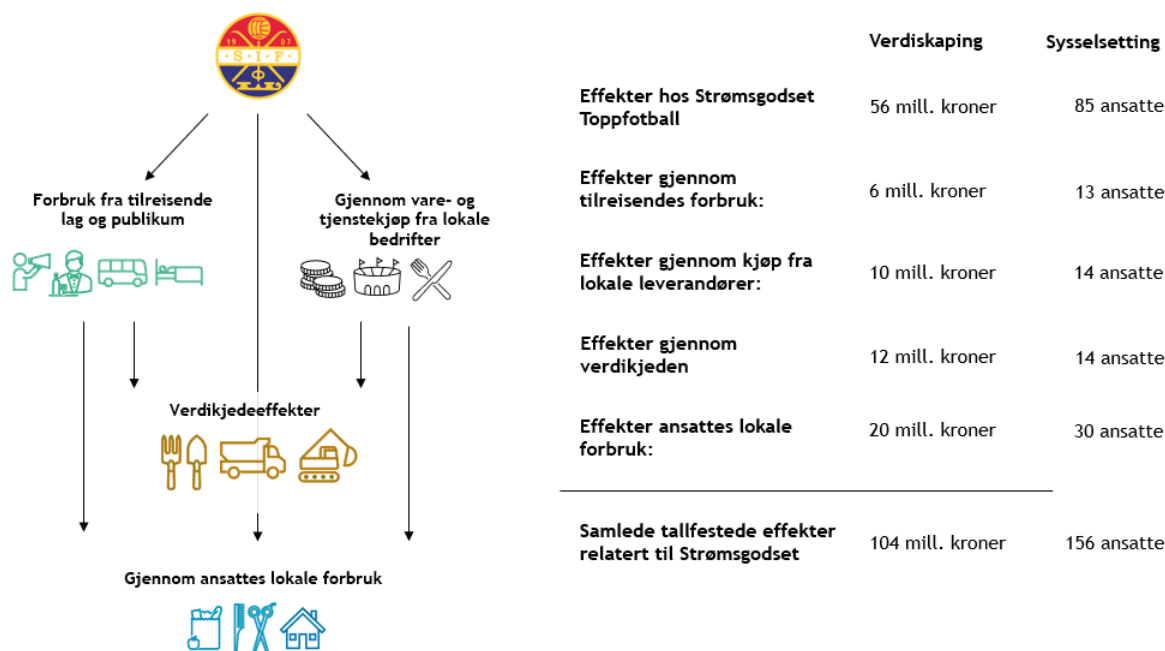 19 07
S.I.F
Forbruk fra tilreisende
lag og publikum
Gjennom vare- og
tjenstekjøp fra lokale
bedrifter
Verdikjedeeffekter
Gjennom ansattes lokale forbruk
Verdiskaping Sysselsetting
Effekter hos Strømsgodset
Toppfotball
56 mill. kroner 85 ansatte
Effekter gjennom
tilreisendes forbruk:
6 mill. kroner 13 ansatte
Effekter gjennom kjøp fra
lokale leverandører:
10 mill. kroner 14 ansatte
Effekter gjennom
verdikjeden
12 mill. kroner 14 ansatte
Effekter ansattes lokale
forbruk:
20 mill. kroner 30 ansatte
Samlede tallfestede effekter
relatert til Strømsgodset
104 mill. kroner 156 ansatte